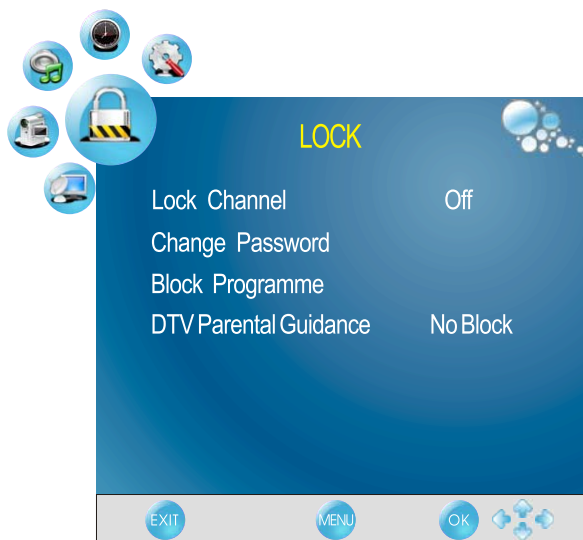 LOCK
Lock Channel Off
Change Password
Block Programme
DTV Parental Guidance No Block
EXIT MENU OK